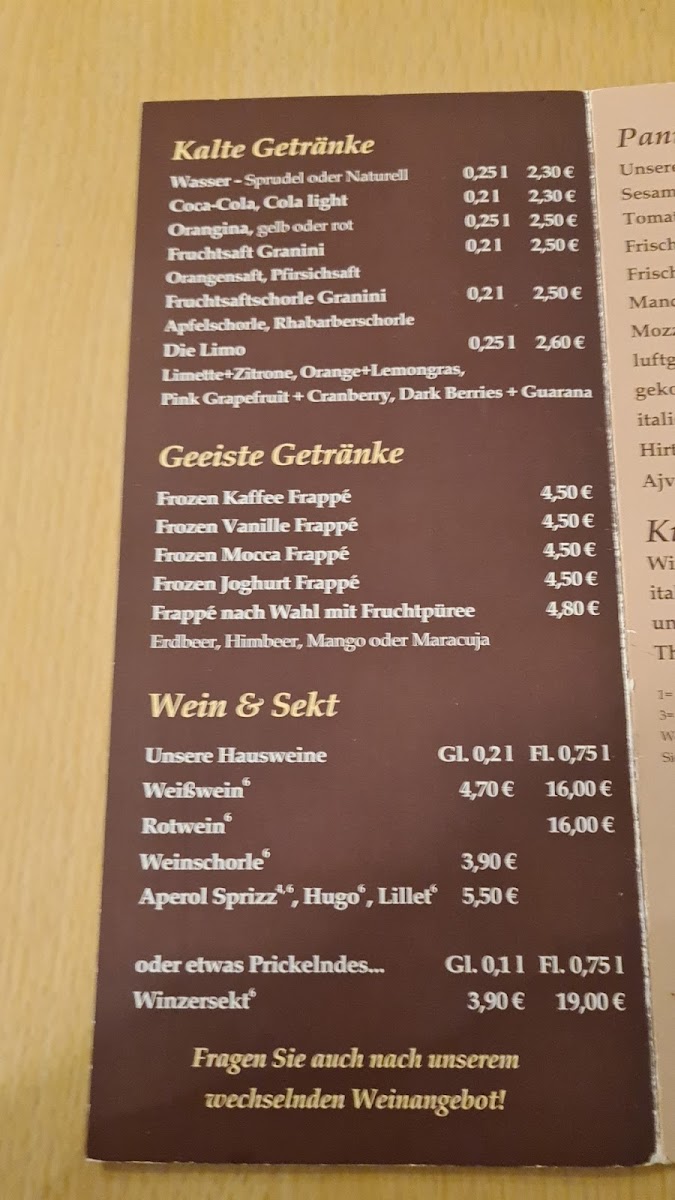 Kalte Getränke
Wasser - Sprudel oder Naturell 0,25 l 2,30 €
Coca-Cola, Cola light 0,2 l 2,30 €
Orangina, gelb oder rot 0,25 l 2,50 €
Fruchtsaft Granini 0,2 l 2,50 €
Orangensaft, Pfirsichsaft
Fruchtsaftschorle Granini 0,2 l 2,50 €
Apfelschorle, Rhabarberschorle
Die Limo 0,25 l 2,60 €
Limette+Zitrone, Orange+Lemongras,
Pink Grapefruit + Cranberry, Dark Berries + Guarana
Geeiste Getränke
Frozen Kaffee Frappé 4,50 €
Frozen Vanille Frappé 4,50 €
Frozen Mocca Frappé 4,50 €
Frozen Joghurt Frappé 4,50 €
Frappé nach Wahl mit Fruchtpüree 4,80 €
Erdbeer, Himbeer, Mango oder Maracuja
Wein & Sekt
Unsere Hausweine Gl. 0,2 l Fl. 0,75 l
Weißwein⁶ 4,70 € 16,00 €
Rotwein⁶ 16,00 €
Weinschorle⁶ 3,90 €
Aperol Sprizz⁴,⁶, Hugo⁶, Lillet⁶ 5,50 €
oder etwas Prickelndes... Gl. 0,1 l Fl. 0,75 l
Winzersekt⁶ 3,90 € 19,00 €
Fragen Sie auch nach unserem
wechselnden Weinangebot!
Unsere
Sesam
Tomat
Frisch
Frisch
Mozz
luftg
geko
itali
Hirt
Ajv
Wi
ita
un
Th
1=
3=